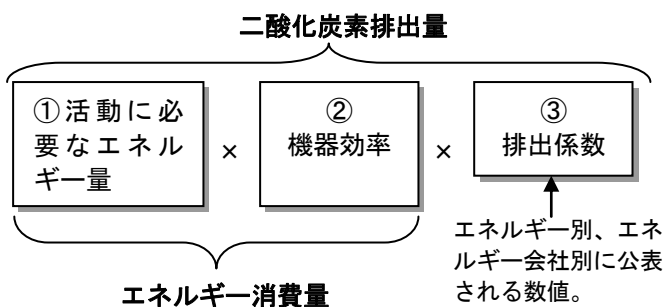 二酸化炭素排出量
①活動に必
要なエネル
ギー量
×
②
機器効率
×
③
排出係数
エネルギー消費量
エネルギー別、エネ
ルギー会社別に公表
される数値。